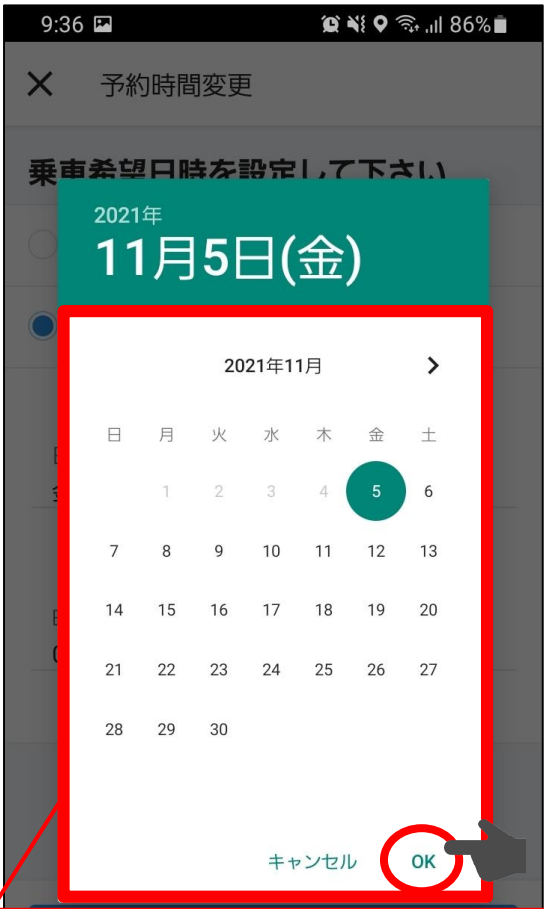 9:36 86%
予約時間変更
乗車希望日時を設定して下さい
2021年
11月5日(金)
2021年11月
日 月 火 水 木 金 土
1 2 3 4 5 6
7 8 9 10 11 12 13
14 15 16 17 18 19 20
21 22 23 24 25 26 27
28 29 30
キャンセル OK